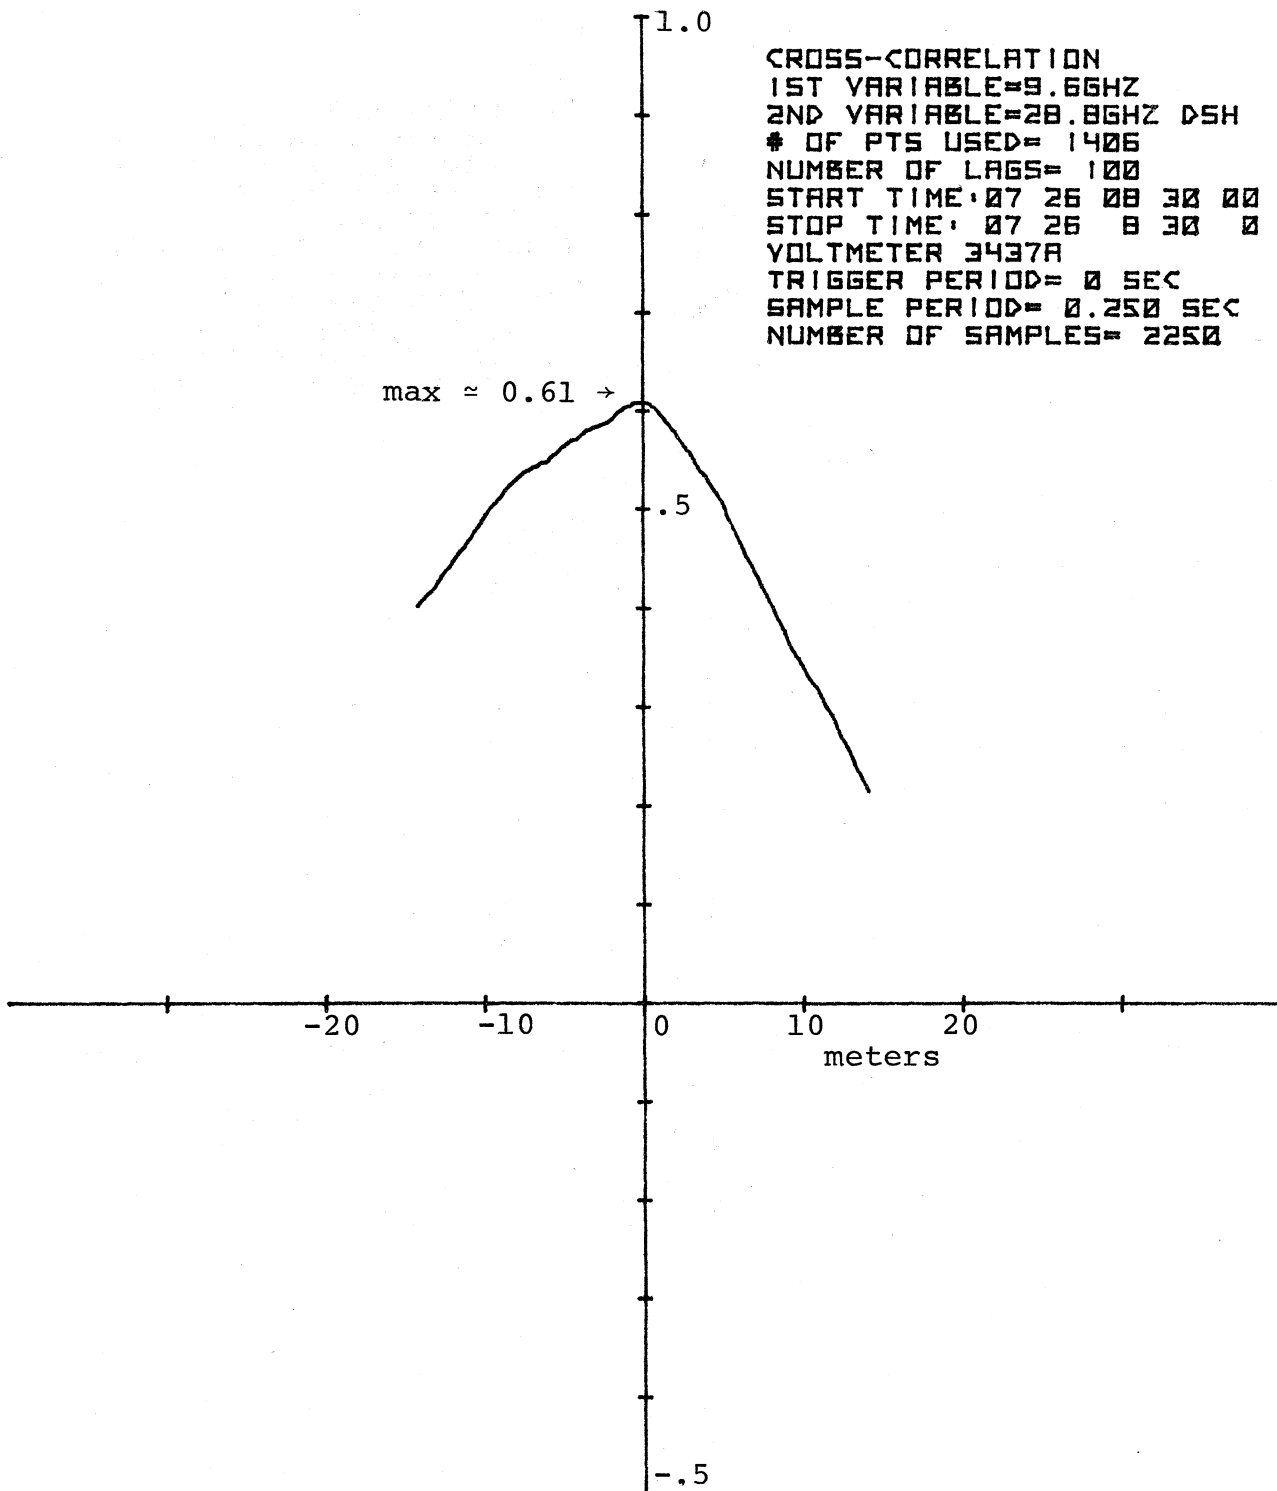 1.0
CROSS-CORRELATION
1ST VARIABLE=9.6GHZ
2ND VARIABLE=28.8GHZ DSH
# OF PTS USED= 1406
NUMBER OF LAGS= 100
START TIME:07 26 08 30 00
STOP TIME: 07 26 8 30 0
VOLTMETER 3437A
TRIGGER PERIOD= 0 SEC
SAMPLE PERIOD= 0.250 SEC
NUMBER OF SAMPLES= 2250
max ≃ 0.61 →
.5
-20 -10 0 10 20
meters
-.5